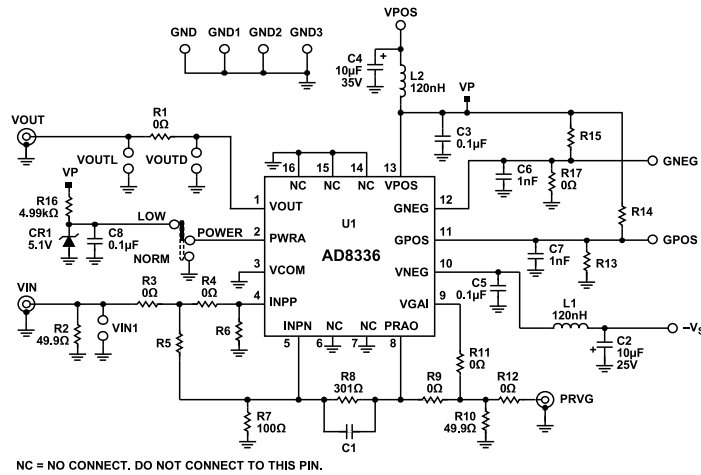 VPOS
GND GND1 GND2 GND3
C4
10µF
35V
+
L2
120nH
VP
R1
0Ω
VOUT
VOUTL
VOUTD
C3
0.1µF
R15
GNEG
C6
1nF
R17
0Ω
R14
16 15 14 13
NC NC NC VPOS
VP
R16
4.99kΩ
CR1
5.1V
C8
0.1µF
LOW
POWER
NORM
1 VOUT
2 PWRA
3 VCOM
4 INPP
U1
AD8336
GNEG 12
GPOS 11
VNEG 10
VGAI 9
INPN NC NC PRAO
5 6 7 8
GPOS
C7
1nF
R13
C5
0.1µF
L1
120nH
C2
10µF
25V
+
–VS
VIN
R3
0Ω
R4
0Ω
R2
49.9Ω
VIN1
R5
R6
R11
0Ω
R8
301Ω
R9
0Ω
R12
0Ω
PRVG
R7
100Ω
C1
R10
49.9Ω
NC = NO CONNECT. DO NOT CONNECT TO THIS PIN.